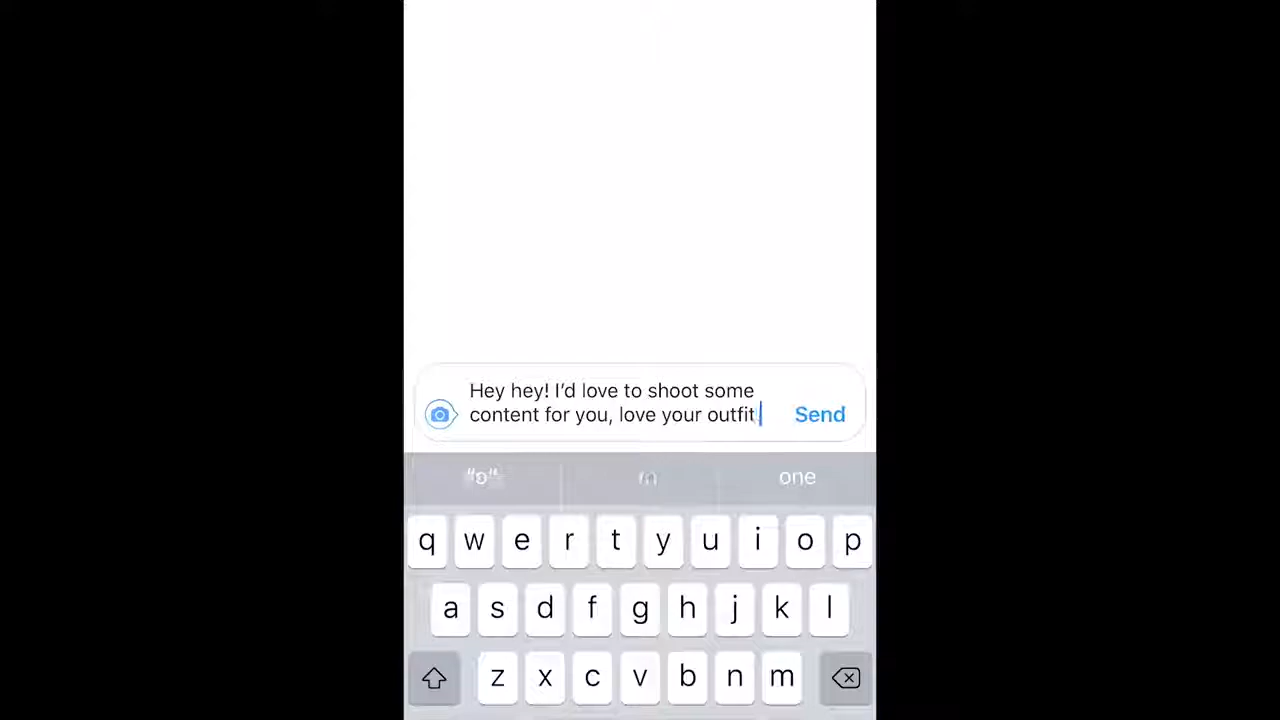 Hey hey! I'd love to shoot some
content for you, love your outfit
Send
one
q w e r t y u i o p
a s d f g h j k l
z x c v b n m